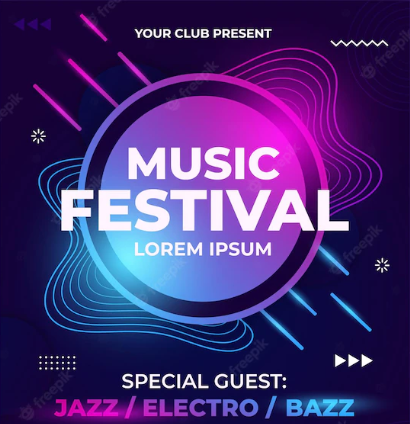 YOUR CLUB PRESENT
MUSIC
FESTIVAL
LOREM IPSUM
SPECIAL GUEST:
JAZZ / ELECTRO / BAZZ